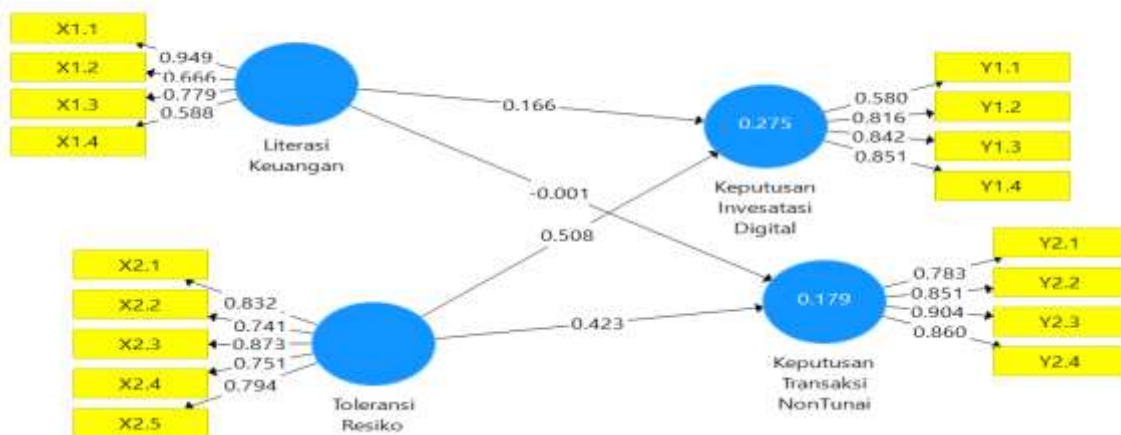 X1.1
X1.2
X1.3
X1.4
0.949
0.666
0.779
0.588
Literasi
Keuangan
0.166
-0.001
0.508
0.423
0.275
Keputusan
Invesatasi
Digital
0.580
0.816
0.842
0.851
Y1.1
Y1.2
Y1.3
Y1.4
X2.1
X2.2
X2.3
X2.4
X2.5
0.832
0.741
0.873
0.751
0.794
Toleransi
Resiko
0.179
Keputusan
Transaksi
NonTunai
0.783
0.851
0.904
0.860
Y2.1
Y2.2
Y2.3
Y2.4